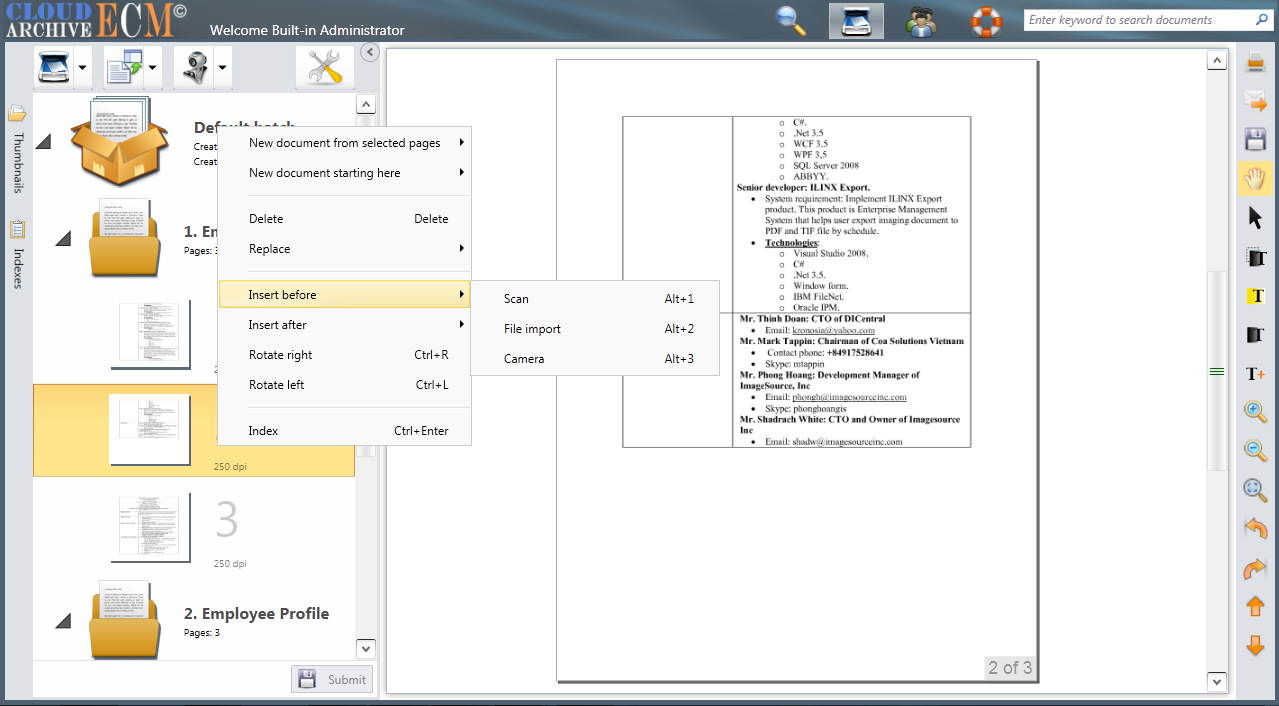 CLOUD
ARCHIVE ECM©
Welcome Built-in Administrator
Enter keyword to search documents
Thumbnails
Indexes
Default batch
Creat
Creat
1. En
Pages: 3
250 dpi
3
250 dpi
2. Employee Profile
Pages: 3
Submit
New document from selected pages
New document starting here
Delete Delete
Replace
Insert before
Insert after
Rotate right Ctrl+R
Rotate left Ctrl+L
Index Ctrl+Enter
Scan Alt+1
File import Alt+2
Camera Alt+3
o C#.
o .Net 3.5
o WCF 3.5
o WPF 3,5
o SQL Server 2008
o ABBYY.
Senior developer: ILINX Export.
• System requirement: Implement ILINX Export
product. This product is Enterprise Management
System that helps user export imaging document to
PDF and TIF file by schedule.
• Technologies:
o Visual Studio 2008.
o C#
o .Net 3.5.
o Window form.
o IBM FileNet.
o Oracle IPM.
Mr. Thinh Doan: CTO of DICentral
• Email: kronosia@yahoo.com
Mr. Mark Tappin: Chairman of Coa Solutions Vietnam
• Contact phone: +84917528641
• Skype: mtappin
Mr. Phong Hoang: Development Manager of
ImageSource, Inc
• Email: phongh@imagesourceinc.com
• Skype: phonghoangis
Mr. Shadrach White: CTO and Owner of Imagesource
Inc
• Email: shadw@imagesourceinc.com
2 of 3
T
T
T
T+